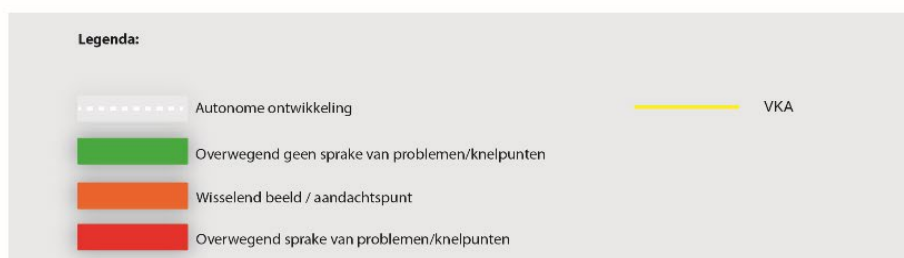 Legenda:
Autonome ontwikkeling
VKA
Overwegend geen sprake van problemen/knelpunten
Wisselend beeld / aandachtspunt
Overwegend sprake van problemen/knelpunten